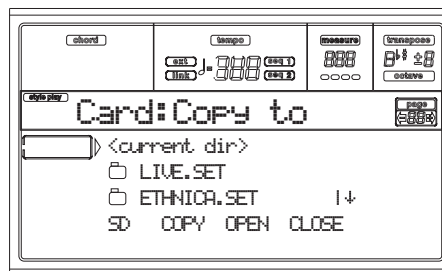 chord tempo measure transpose
ext seq 1
link seq 2
octave
style play page
Card:Copy to
<current dir>
LIVE.SET
ETHNICA.SET
SD COPY OPEN CLOSE